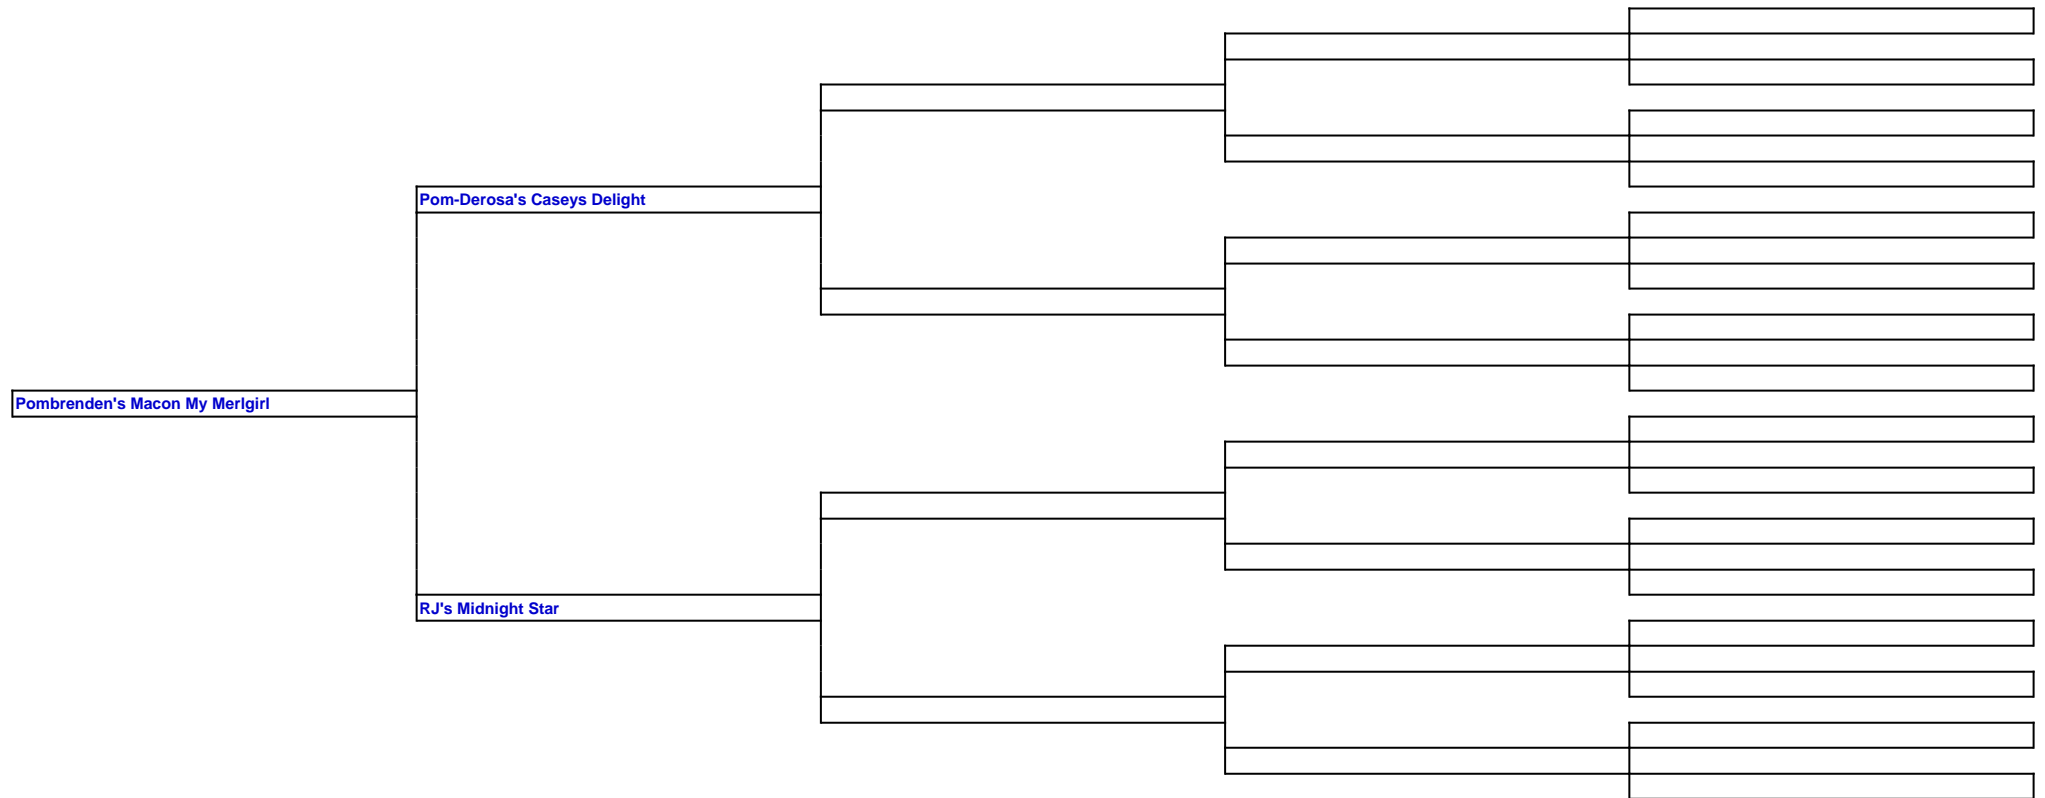 Pom-Derosa's Caseys Delight
Pombrenden's Macon My Merlgirl
RJ's Midnight Star